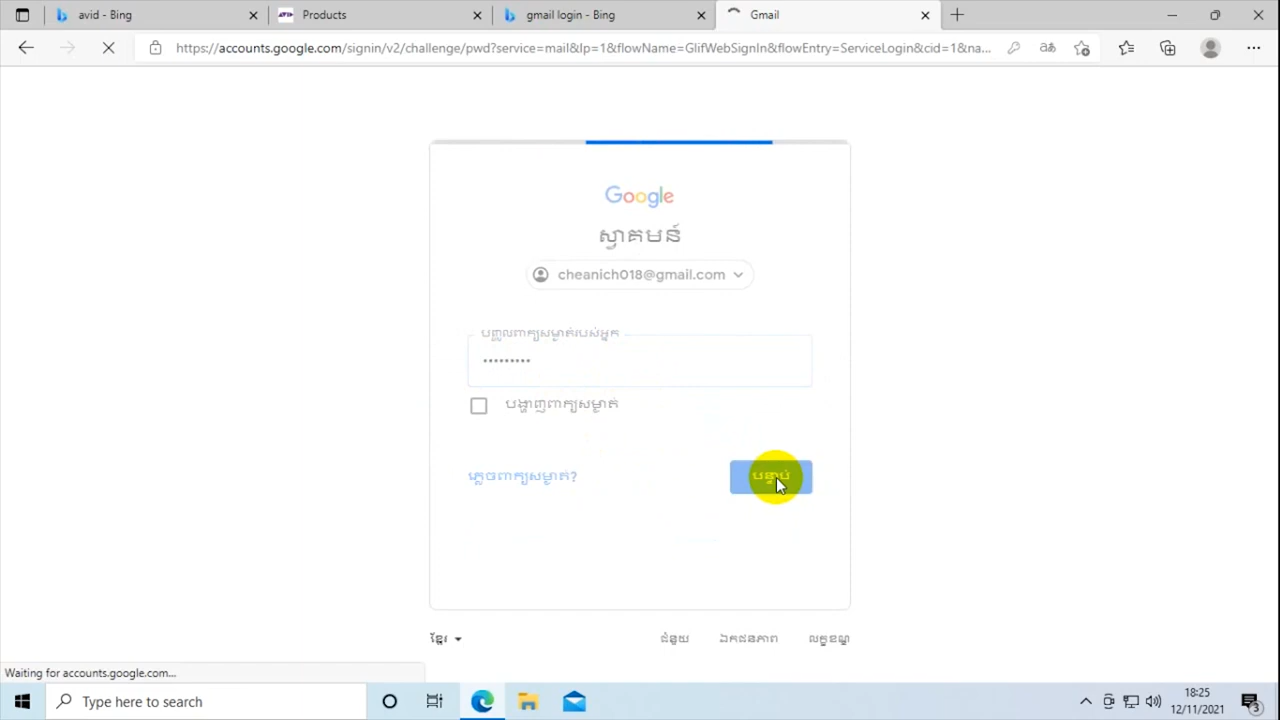 avid - Bing
Products
gmail login - Bing
Gmail
https://accounts.google.com/signin/v2/challenge/pwd?service=mail&lp=1&flowName=GlifWebSignIn&flowEntry=ServiceLogin&cid=1&na...
Google
ស្វាគមន៍
cheanich018@gmail.com
បញ្ចូលពាក្យសម្ងាត់របស់អ្នក
•••••••••
បង្ហាញពាក្យសម្ងាត់
ភ្លេចពាក្យសម្ងាត់?
បន្ទាប់
ខ្មែរ
ជំនួយ
ឯកជនភាព
លក្ខខណ្ឌ
Waiting for accounts.google.com...
Type here to search
18:25
12/11/2021
3